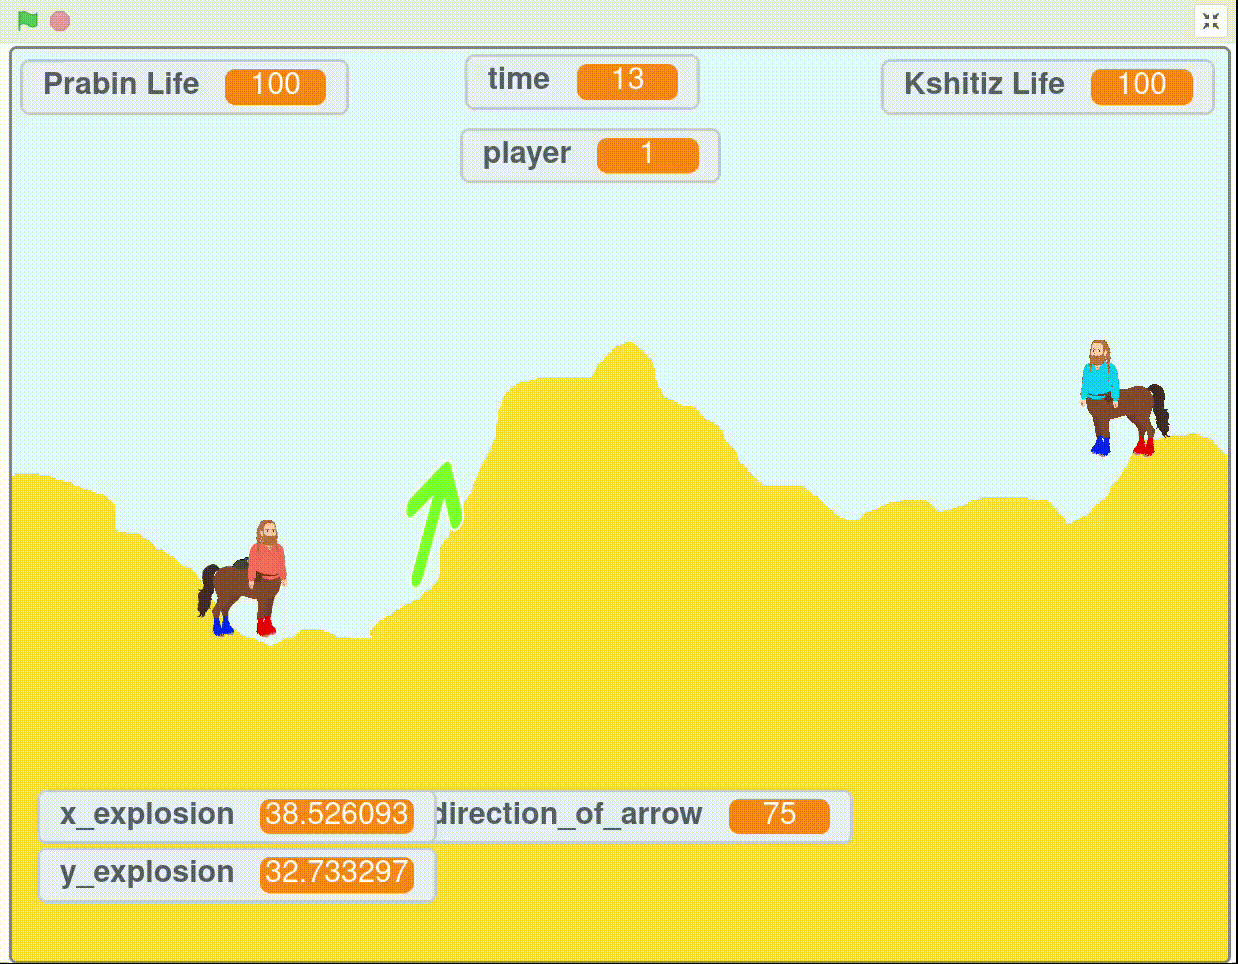 Prabin Life 100
time 13
Kshitiz Life 100
player 1
x_explosion 38.526093
direction_of_arrow 75
y_explosion 32.733297